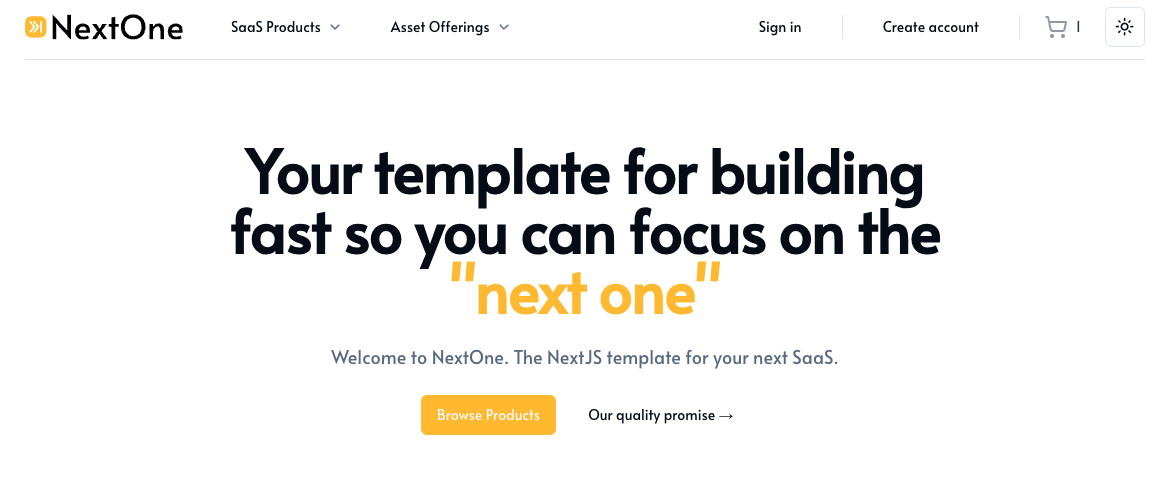 NextOne
SaaS Products
Asset Offerings
Sign in
Create account
1
Your template for building
fast so you can focus on the
"next one"
Welcome to NextOne. The NextJS template for your next SaaS.
Browse Products
Our quality promise →